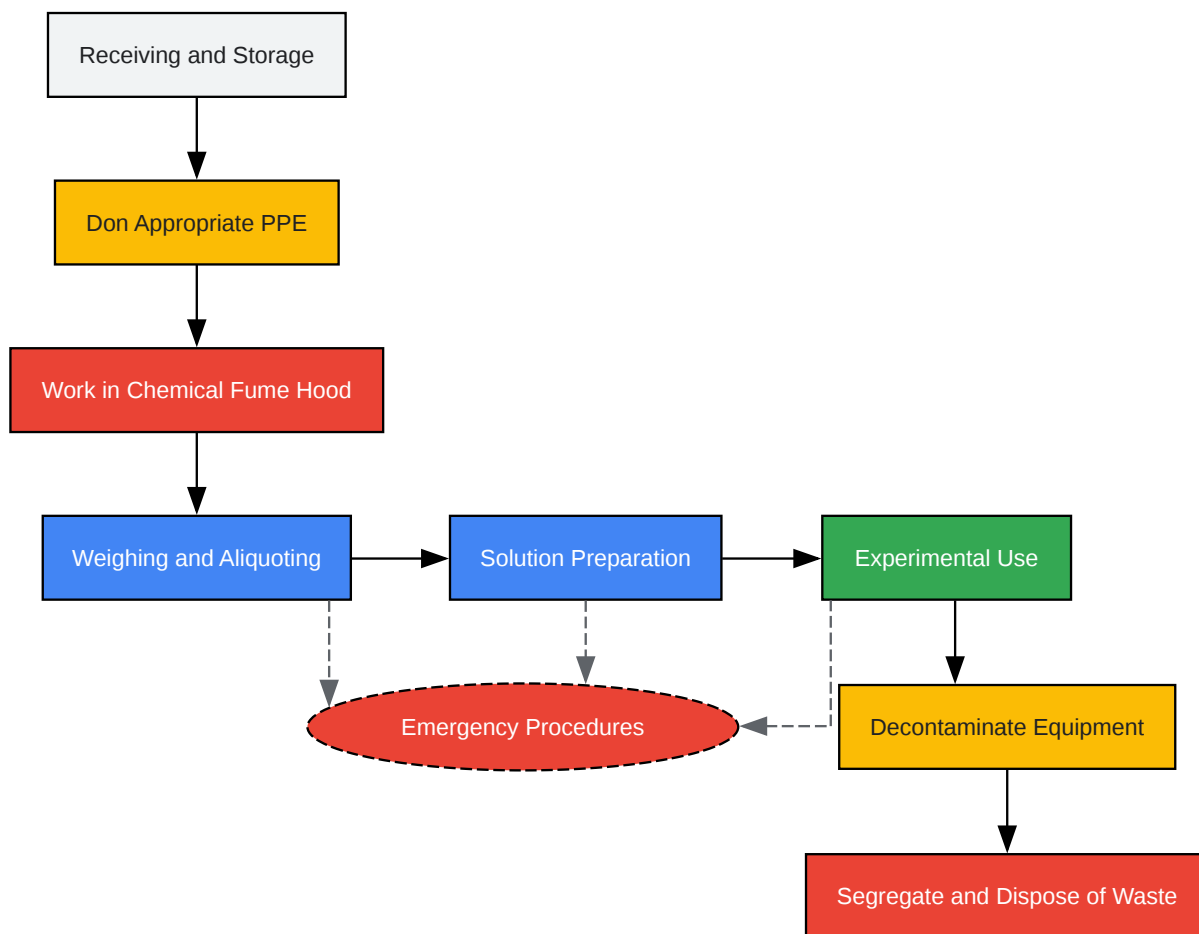 Receiving and Storage
Don Appropriate PPE
Work in Chemical Fume Hood
Weighing and Aliquoting
Solution Preparation
Experimental Use
Emergency Procedures
Decontaminate Equipment
Segregate and Dispose of Waste